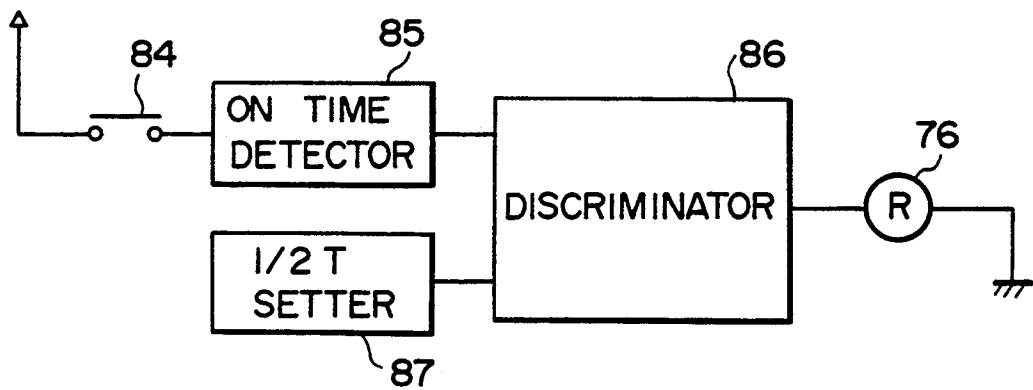 84
85
ON TIME
DETECTOR
86
DISCRIMINATOR
76
R
1/2 T
SETTER
87